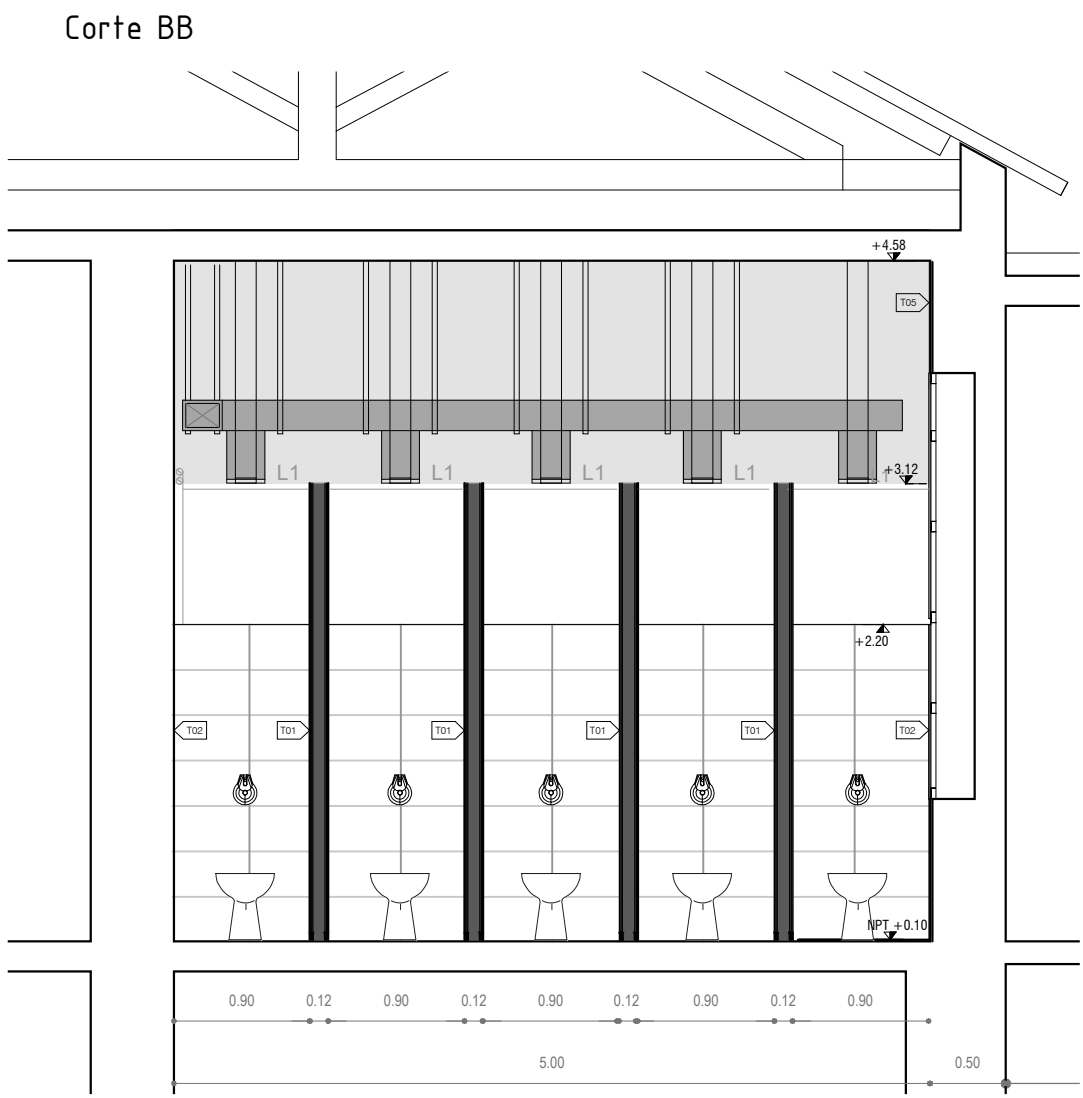 Corte BB
+4.58
T05
L1 L1 L1 L1 L1
+3.12
+2.20
T02 T01 T01 T01 T01 T02
NPT +0.10
0.90 0.12 0.90 0.12 0.90 0.12 0.90 0.12 0.90
5.00 0.50